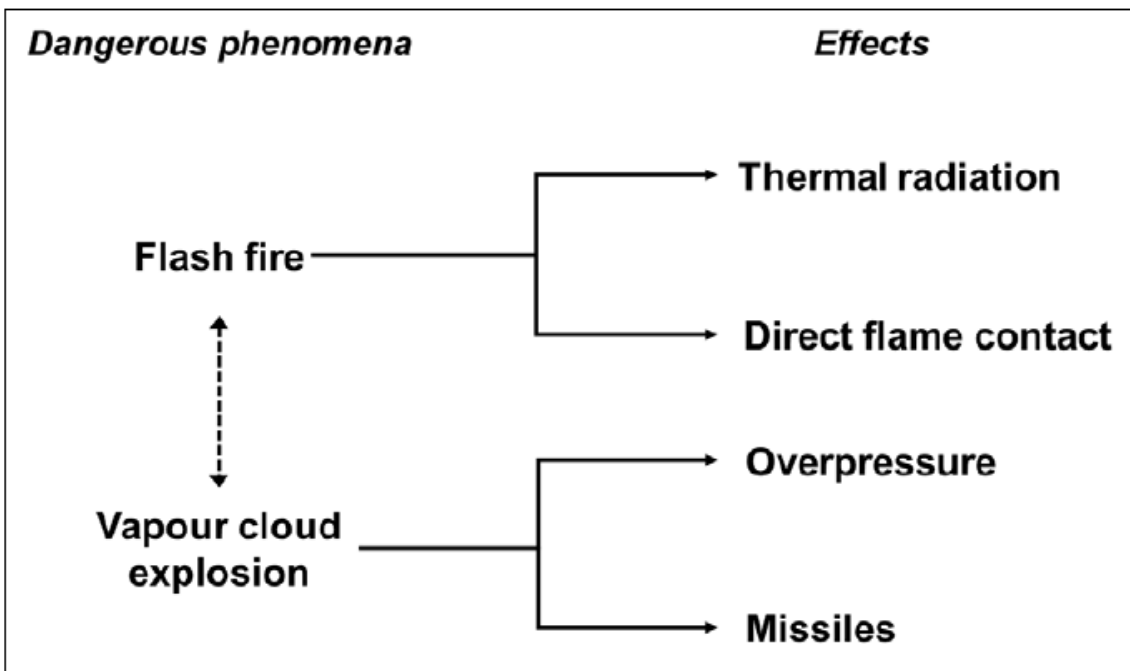 Dangerous phenomena
Effects
Thermal radiation
Flash fire
Direct flame contact
Overpressure
Vapour cloud
explosion
Missiles